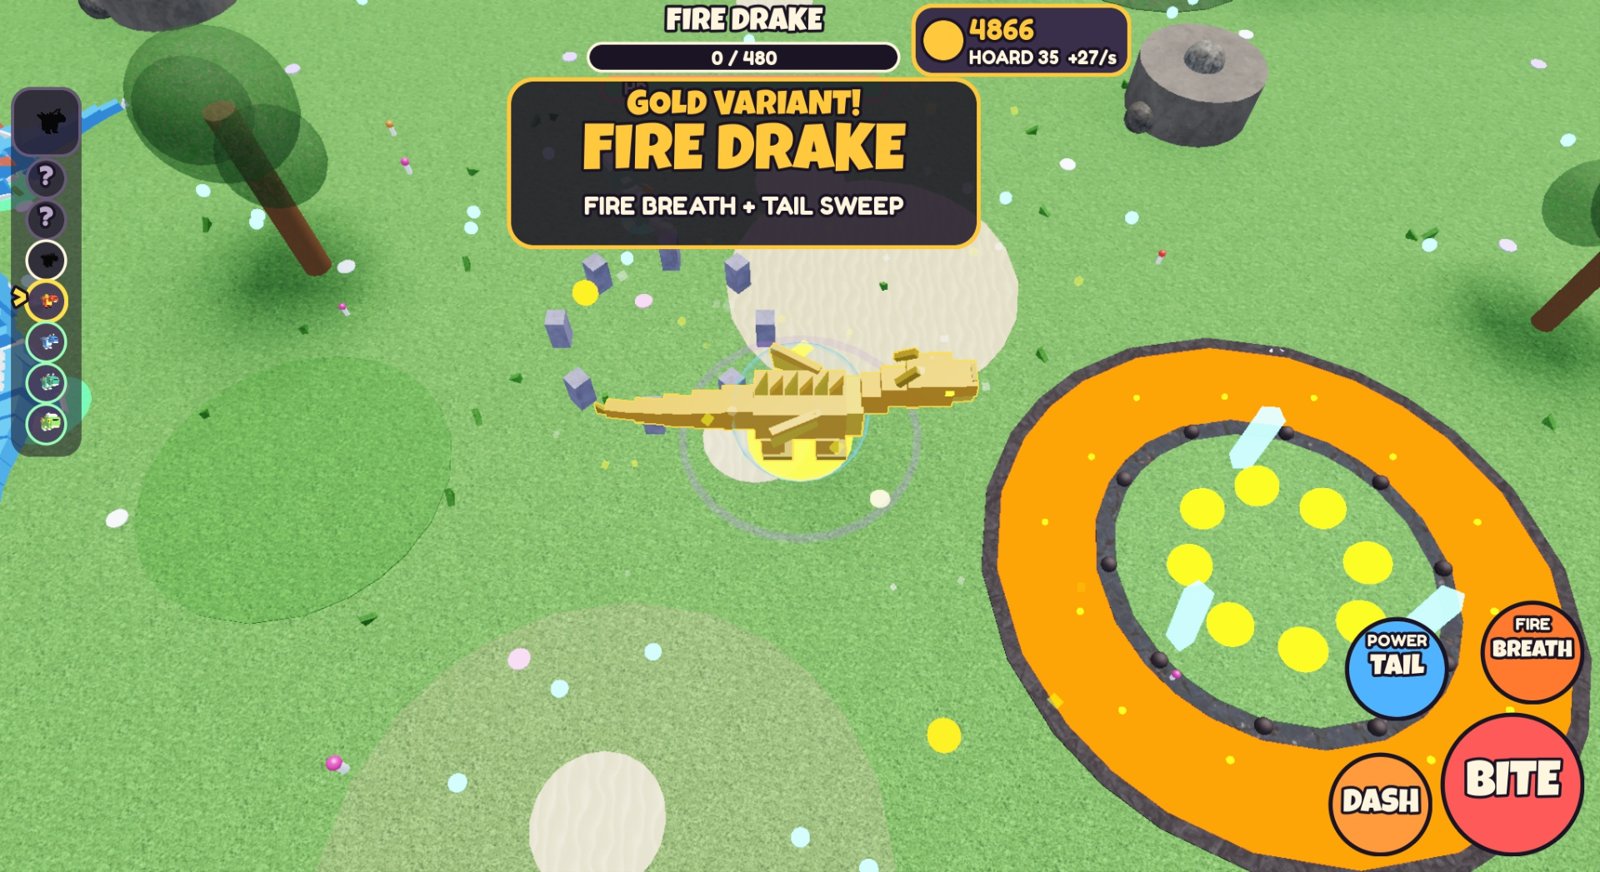 FIRE DRAKE
0 / 480
4866
HOARD 35 +27/s
GOLD VARIANT!
FIRE DRAKE
FIRE BREATH + TAIL SWEEP
?
?
>
POWER
TAIL
FIRE
BREATH
DASH
BITE